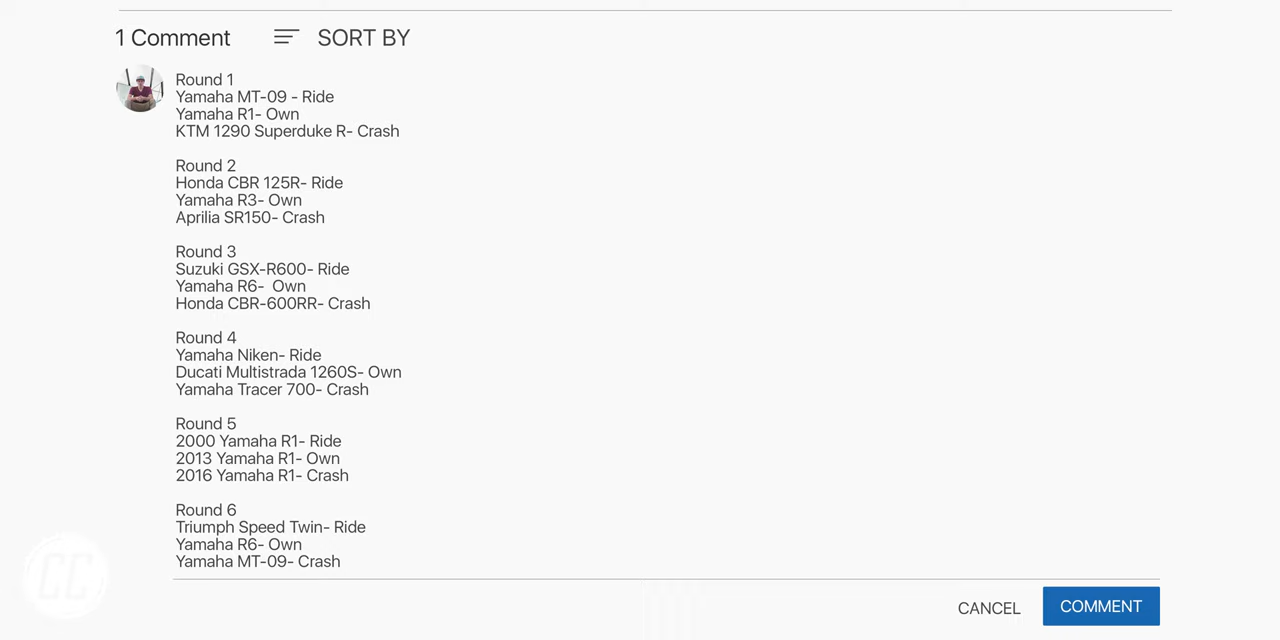 1 Comment SORT BY
Round 1
Yamaha MT-09 - Ride
Yamaha R1- Own
KTM 1290 Superduke R- Crash
Round 2
Honda CBR 125R- Ride
Yamaha R3- Own
Aprilia SR150- Crash
Round 3
Suzuki GSX-R600- Ride
Yamaha R6-  Own
Honda CBR-600RR- Crash
Round 4
Yamaha Niken- Ride
Ducati Multistrada 1260S- Own
Yamaha Tracer 700- Crash
Round 5
2000 Yamaha R1- Ride
2013 Yamaha R1- Own
2016 Yamaha R1- Crash
Round 6
Triumph Speed Twin- Ride
Yamaha R6- Own
Yamaha MT-09- Crash
CC
CANCEL COMMENT